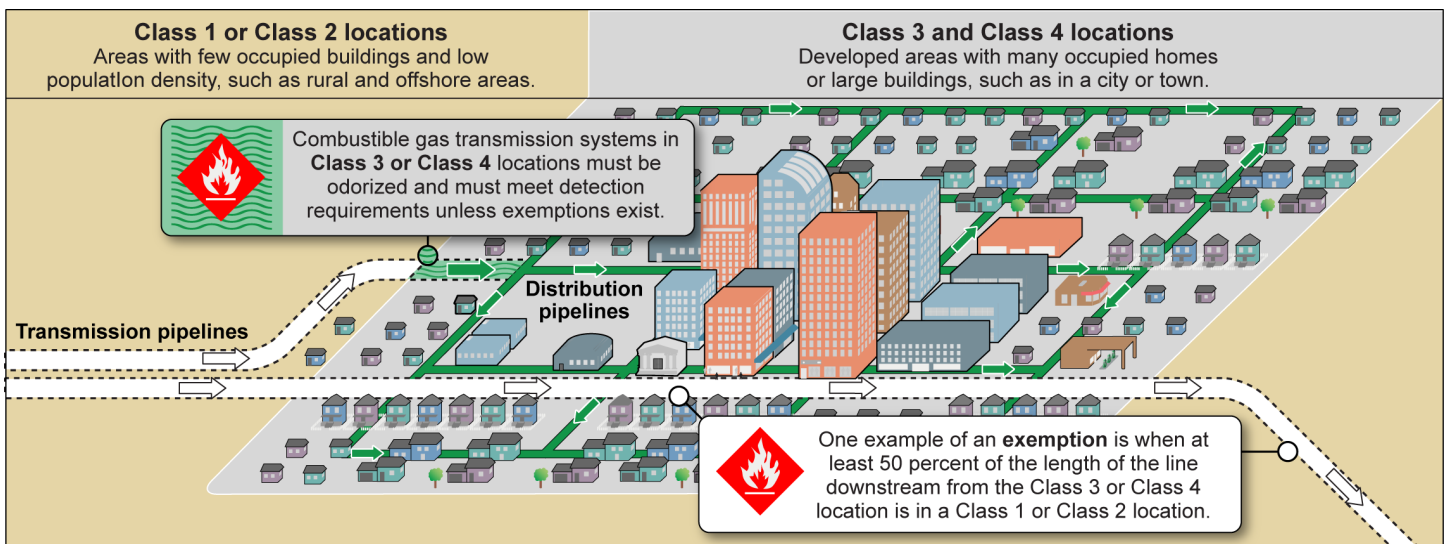 Class 1 or Class 2 locations
Areas with few occupied buildings and low
population density, such as rural and offshore areas.
Class 3 and Class 4 locations
Developed areas with many occupied homes
or large buildings, such as in a city or town.
Combustible gas transmission systems in
Class 3 or Class 4 locations must be
odorized and must meet detection
requirements unless exemptions exist.
Distribution
pipelines
Transmission pipelines
One example of an exemption is when at
least 50 percent of the length of the line
downstream from the Class 3 or Class 4
location is in a Class 1 or Class 2 location.